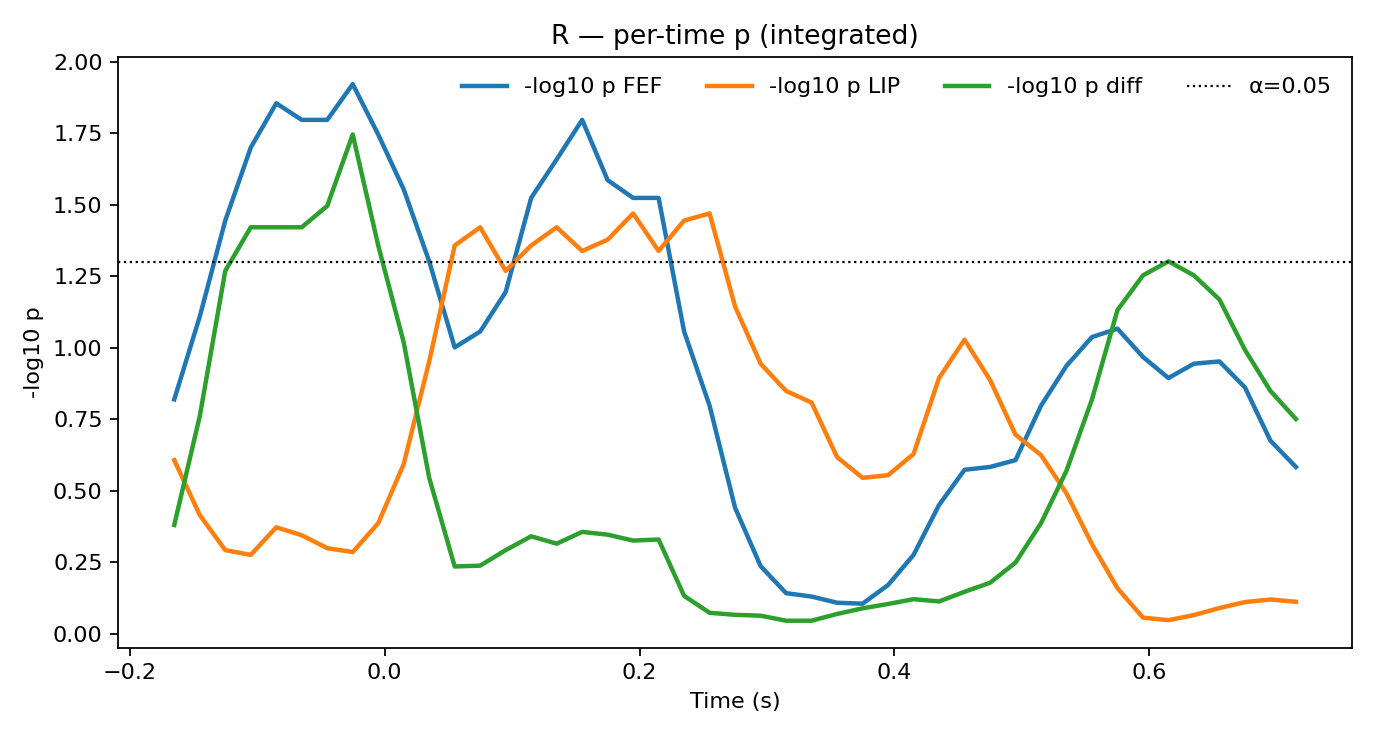 R — per-time p (integrated)
-log10 p FEF
-log10 p LIP
-log10 p diff
α=0.05
-log10 p
2.00
1.75
1.50
1.25
1.00
0.75
0.50
0.25
0.00
−0.2
0.0
0.2
0.4
0.6
Time (s)